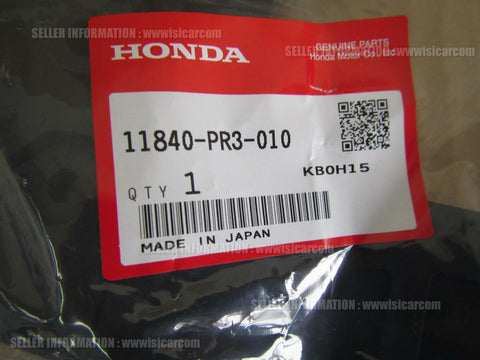 SELLER INFORMATION : wwwisicarcom SELLER INFORMATION : wwwisicarcom
HONDA
GENUINE PARTS
Honda Motor Co., Ltd.
11840-PR3-010
KB0H15
QTY 1
MADE IN JAPAN
SELLER INFORMATION : wwwisicarcom
SELLER INFORMATION : wwwisicarcom SELLER INFORMATION : wwwisicarcom